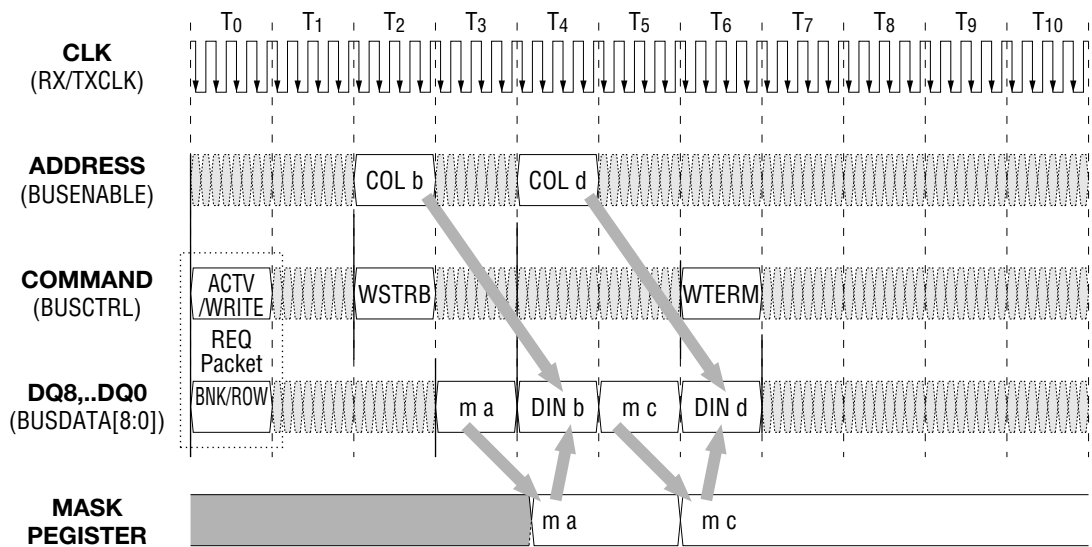 T0 T1 T2 T3 T4 T5 T6 T7 T8 T9 T10
CLK
(RX/TXCLK)
ADDRESS
(BUSENABLE)
COL b COL d
COMMAND
(BUSCTRL)
ACTV
/WRITE
WSTRB WTERM
REQ
Packet
DQ8,..DQ0
(BUSDATA[8:0])
BNK/ROW
m a DIN b m c DIN d
MASK
PEGISTER
m a m c